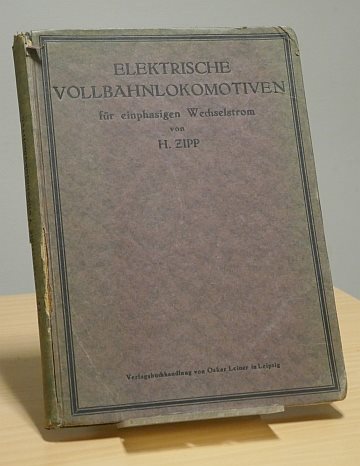 ELEKTRISCHE
VOLLBAHNLOKOMOTIVEN
für einphasigen Wechselstrom
von
H. ZIPP
Verlagsbuchhandlung von Oskar Leiner in Leipzig